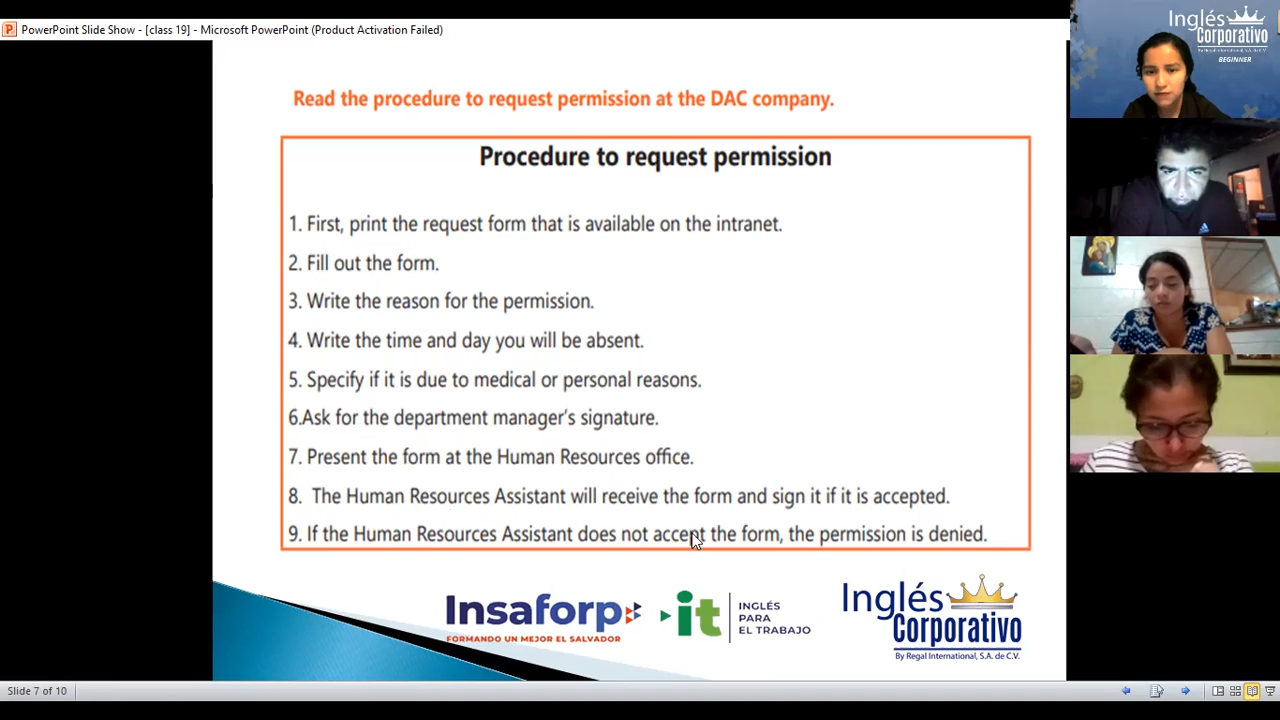 PowerPoint Slide Show - [class 19] - Microsoft PowerPoint (Product Activation Failed)
Inglés
Corporativo
By Regal International, S.A. de C.V.
BEGINNER
Read the procedure to request permission at the DAC company.
Procedure to request permission
1. First, print the request form that is available on the intranet.
2. Fill out the form.
3. Write the reason for the permission.
4. Write the time and day you will be absent.
5. Specify if it is due to medical or personal reasons.
6.Ask for the department manager's signature.
7. Present the form at the Human Resources office.
8. The Human Resources Assistant will receive the form and sign it if it is accepted.
9. If the Human Resources Assistant does not accept the form, the permission is denied.
Insaforp
FORMANDO UN MEJOR EL SALVADOR
it
INGLÉS
PARA
EL TRABAJO
Inglés
Corporativo
By Regal International, S.A. de C.V.
Slide 7 of 10